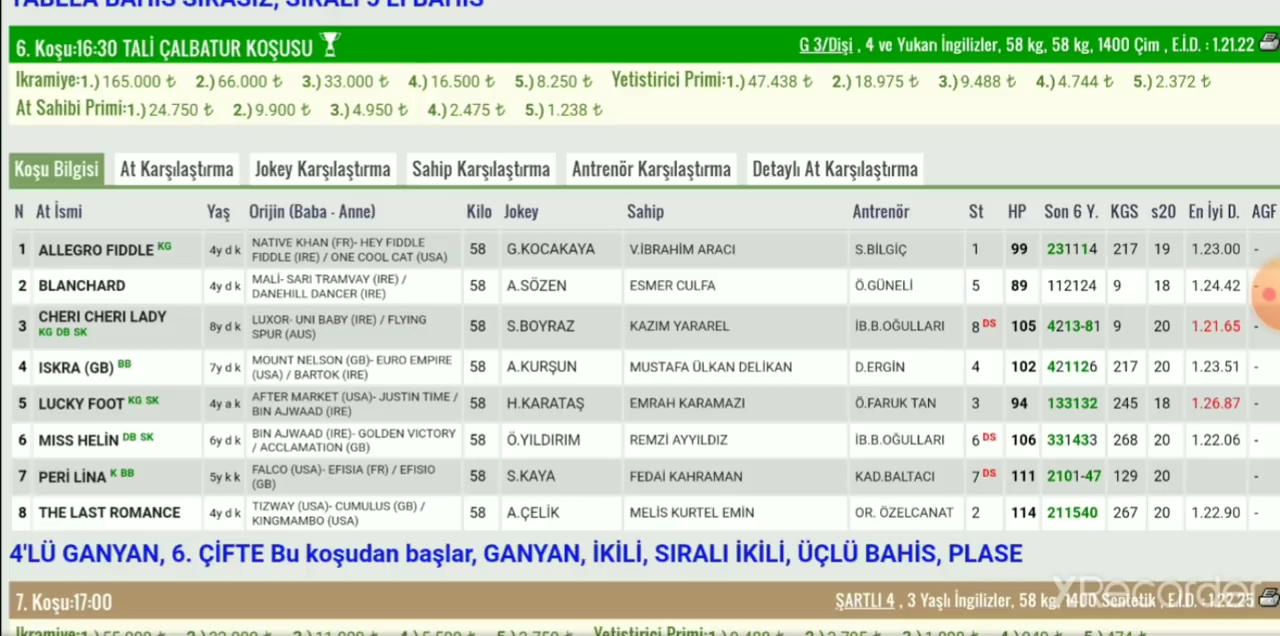 TABELA BAHİS SIRASIZ, SIRALI 5'Lİ BAHİS
6. Koşu:16:30 TALİ ÇALBATUR KOŞUSU
G 3/Dişi , 4 ve Yukarı İngilizler, 58 kg, 58 kg, 1400 Çim , E.İ.D. : 1.21.22
Ikramiye:1.) 165.000 ₺ 2.) 66.000 ₺ 3.) 33.000 ₺ 4.) 16.500 ₺ 5.) 8.250 ₺ Yetistirici Primi:1.) 47.438 ₺ 2.) 18.975 ₺ 3.) 9.488 ₺ 4.) 4.744 ₺ 5.) 2.372 ₺
At Sahibi Primi:1.) 24.750 ₺ 2.) 9.900 ₺ 3.) 4.950 ₺ 4.) 2.475 ₺ 5.) 1.238 ₺
Koşu Bilgisi At Karşılaştırma Jokey Karşılaştırma Sahip Karşılaştırma Antrenör Karşılaştırma Detaylı At Karşılaştırma
N At İsmi Yaş Orijin (Baba - Anne) Kilo Jokey Sahip Antrenör St HP Son 6 Y. KGS s20 En İyi D. AGF
1 ALLEGRO FIDDLE KG 4y d k NATIVE KHAN (FR)- HEY FIDDLE FIDDLE (IRE) / ONE COOL CAT (USA) 58 G.KOCAKAYA V.İBRAHİM ARACI S.BİLGİÇ 1 99 231114 217 19 1.23.00 -
2 BLANCHARD 4y d k MALİ- SARI TRAMVAY (IRE) / DANEHILL DANCER (IRE) 58 A.SÖZEN ESMER CULFA Ö.GÜNELİ 5 89 112124 9 18 1.24.42 -
3 CHERI CHERI LADY KG DB SK 8y d k LUXOR- UNI BABY (IRE) / FLYING SPUR (AUS) 58 S.BOYRAZ KAZIM YARAREL İB.B.OĞULLARI 8 DS 105 4213-81 9 20 1.21.65 -
4 ISKRA (GB) BB 7y d k MOUNT NELSON (GB)- EURO EMPIRE (USA) / BARTOK (IRE) 58 A.KURŞUN MUSTAFA ÜLKAN DELİKAN D.ERGİN 4 102 421126 217 20 1.23.51 -
5 LUCKY FOOT KG SK 4y a k AFTER MARKET (USA)- JUSTIN TIME / BIN AJWAAD (IRE) 58 H.KARATAŞ EMRAH KARAMAZI Ö.FARUK TAN 3 94 133132 245 18 1.26.87 -
6 MISS HELİN DB SK 6y d k BIN AJWAAD (IRE)- GOLDEN VICTORY / ACCLAMATION (GB) 58 Ö.YILDIRIM REMZİ AYYILDIZ İB.B.OĞULLARI 6 DS 106 331433 268 20 1.22.06 -
7 PERİ LİNA K BB 5y k k FALCO (USA)- EFISIA (FR) / EFISIO (GB) 58 S.KAYA FEDAİ KAHRAMAN KAD.BALTACI 7 DS 111 2101-47 129 20 -
8 THE LAST ROMANCE 4y d k TIZWAY (USA)- CUMULUS (GB) / KINGMAMBO (USA) 58 A.ÇELİK MELİS KURTEL EMİN OR. ÖZELCANAT 2 114 211540 267 20 1.22.90 -
4'LÜ GANYAN, 6. ÇİFTE Bu koşudan başlar, GANYAN, İKİLİ, SIRALI İKİLİ, ÜÇLÜ BAHİS, PLASE
7. Koşu:17:00
ŞARTLI 4 , 3 Yaşlı İngilizler, 58 kg, 1400 Sentetik , E.İ.D. : 1.22.25
XRecorder